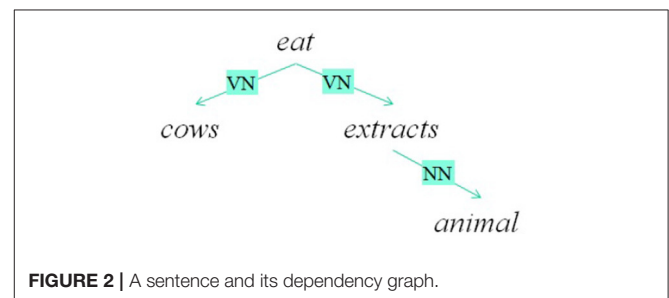 eat
VN VN
cows extracts
NN
animal
FIGURE 2 | A sentence and its dependency graph.